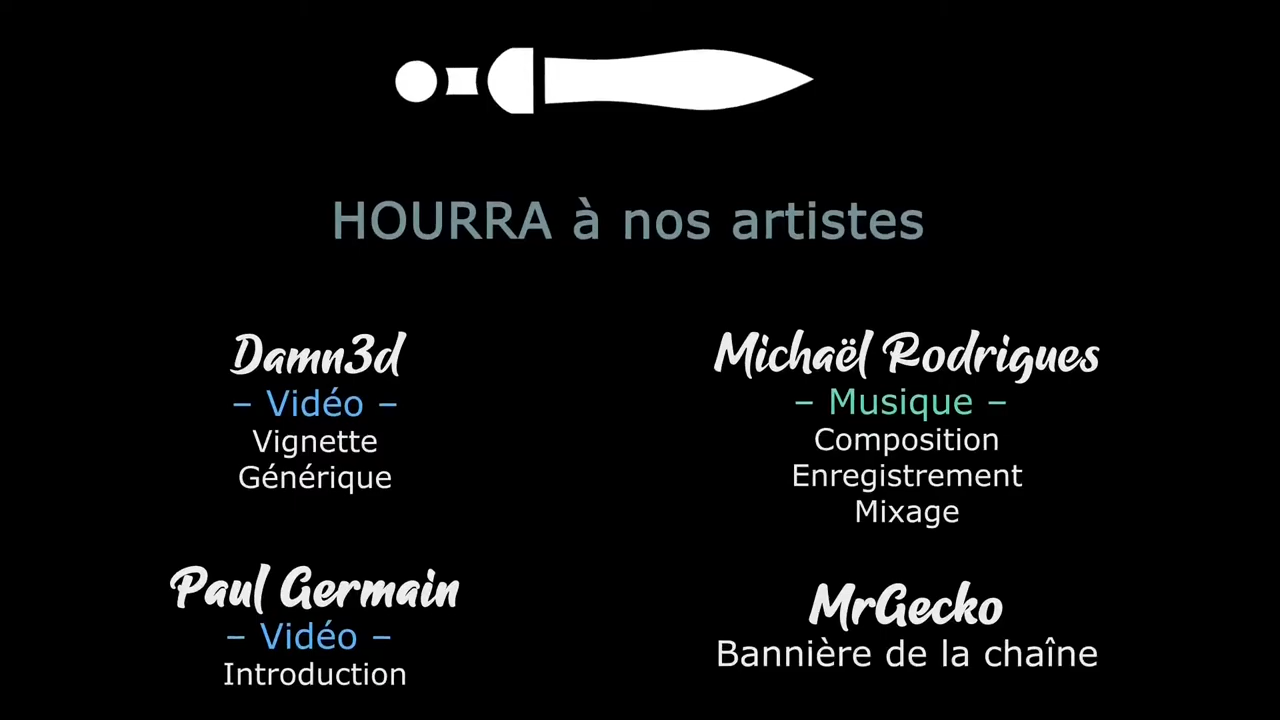 HOURRA à nos artistes
Damn3d
– Vidéo –
Vignette
Générique
Michaël Rodrigues
– Musique –
Composition
Enregistrement
Mixage
Paul Germain
– Vidéo –
Introduction
MrGecko
Bannière de la chaîne